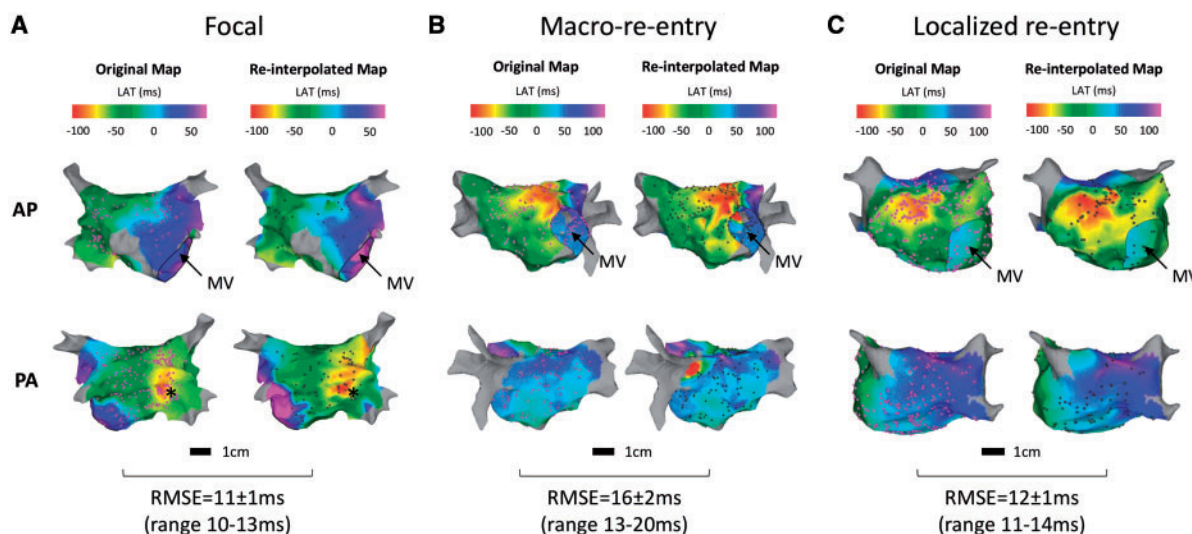 A Focal
B Macro-re-entry
C Localized re-entry
Original Map Re-interpolated Map
Original Map Re-interpolated Map
Original Map Re-interpolated Map
LAT (ms) LAT (ms)
LAT (ms) LAT (ms)
LAT (ms) LAT (ms)
-100 -50 0 50 -100 -50 0 50
-100 -50 0 50 100 -100 -50 0 50 100
-100 -50 0 50 100 -100 -50 0 50 100
AP
MV MV
MV MV
MV MV
PA
* *
1cm
1cm
1cm
RMSE=11±1ms
(range 10-13ms)
RMSE=16±2ms
(range 13-20ms)
RMSE=12±1ms
(range 11-14ms)